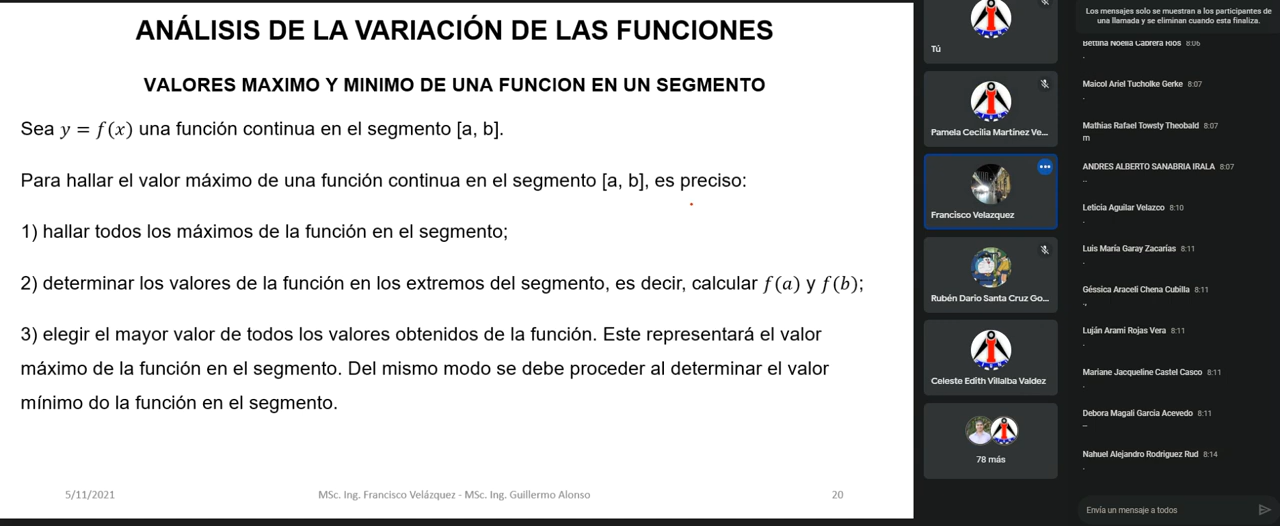 ANÁLISIS DE LA VARIACIÓN DE LAS FUNCIONES
VALORES MAXIMO Y MINIMO DE UNA FUNCION EN UN SEGMENTO
Sea y = f(x) una función continua en el segmento [a, b].
Para hallar el valor máximo de una función continua en el segmento [a, b], es preciso:
1) hallar todos los máximos de la función en el segmento;
2) determinar los valores de la función en los extremos del segmento, es decir, calcular f(a) y f(b);
3) elegir el mayor valor de todos los valores obtenidos de la función. Este representará el valor
máximo de la función en el segmento. Del mismo modo se debe proceder al determinar el valor
mínimo do la función en el segmento.
5/11/2021
MSc. Ing. Francisco Velázquez - MSc. Ing. Guillermo Alonso
20
Tú
Pamela Cecilia Martínez Ve...
Francisco Velazquez
Rubén Dario Santa Cruz Go...
Celeste Edith Villalba Valdez
78 más
Los mensajes solo se muestran a los participantes de
una llamada y se eliminan cuando esta finaliza.
Bettina Noelia Cabrera Rios 8:06
.
Maicol Ariel Tucholke Gerke 8:07
.
Mathias Rafael Towsty Theobald 8:07
m
ANDRES ALBERTO SANABRIA IRALA 8:07
..
Leticia Aguilar Velazco 8:10
.
Luis María Garay Zacarías 8:11
.
Géssica Araceli Chena Cubilla 8:11
.,
Luján Arami Rojas Vera 8:11
.
Mariane Jacqueline Castel Casco 8:11
.
Debora Magali García Acevedo 8:11
Nahuel Alejandro Rodriguez Rud 8:14
.
Envía un mensaje a todos